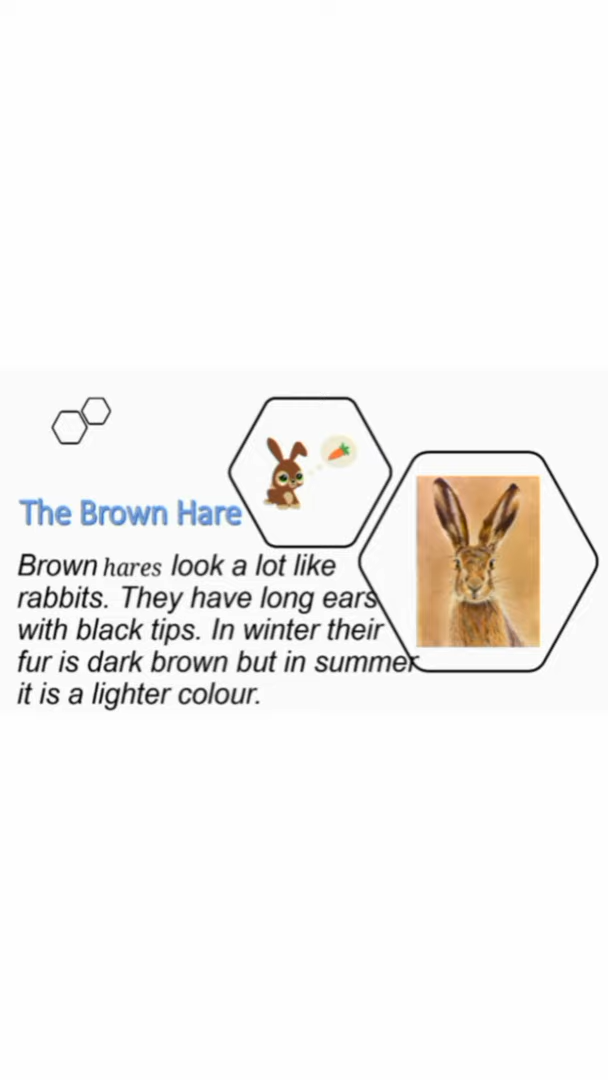 The Brown Hare
Brown hares look a lot like
rabbits. They have long ears
with black tips. In winter their
fur is dark brown but in summer
it is a lighter colour.